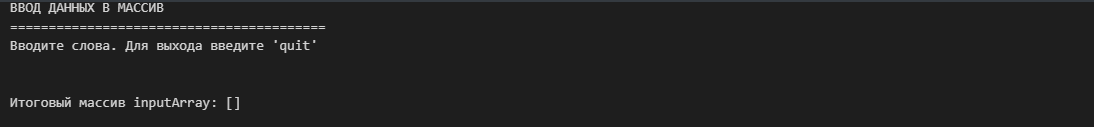 ВВОД ДАННЫХ В МАССИВ
========================================
Вводите слова. Для выхода введите 'quit'
Итоговый массив inputArray: []